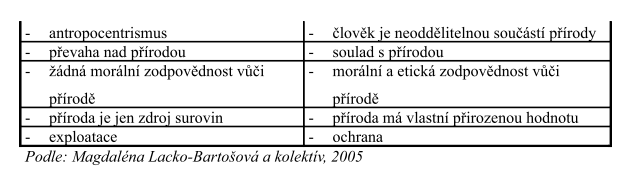 - antropocentrismus - člověk je neoddělitelnou součástí přírody
- převaha nad přírodou - soulad s přírodou
- žádná morální zodpovědnost vůči - morální a etická zodpovědnost vůči
přírodě přírodě
- příroda je jen zdroj surovin - příroda má vlastní přirozenou hodnotu
- exploatace - ochrana
Podle: Magdaléna Lacko-Bartošová a kolektív, 2005